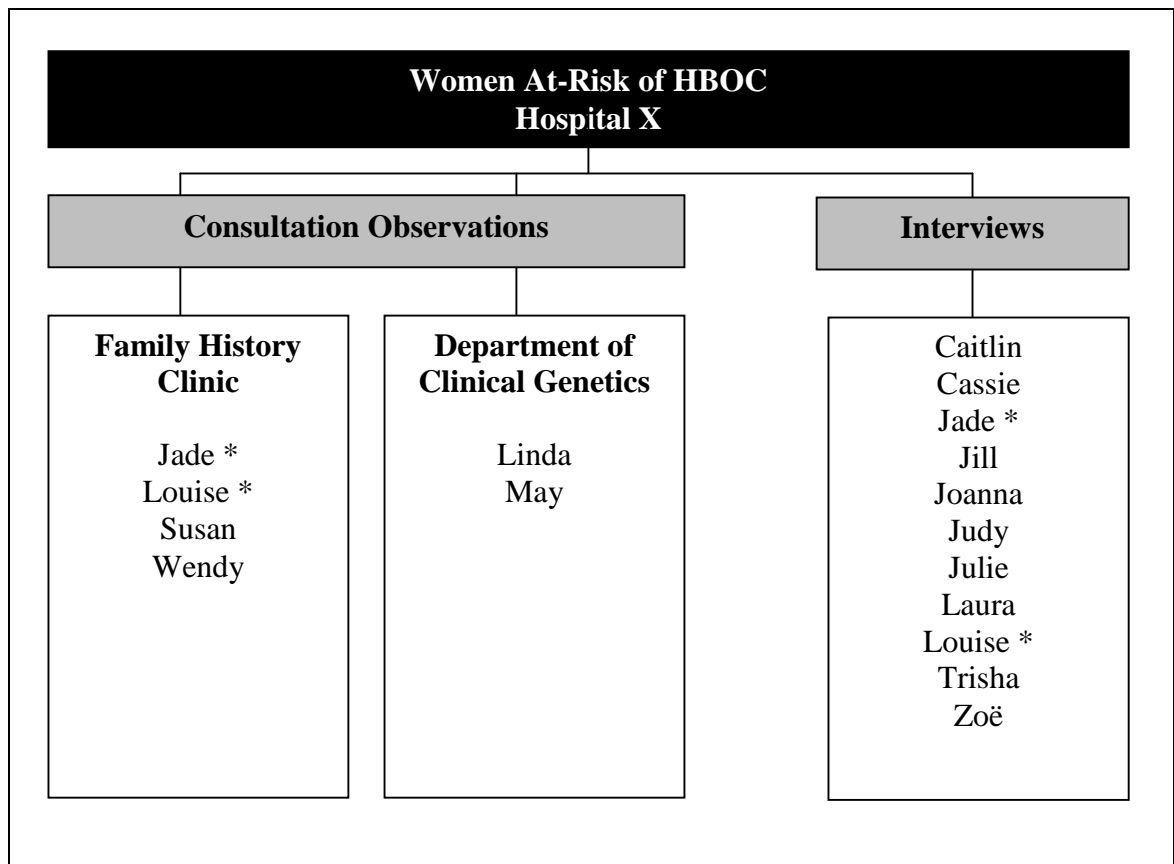 Women At-Risk of HBOC
Hospital X
Consultation Observations
Interviews
Family History
Clinic
Jade *
Louise *
Susan
Wendy
Department of
Clinical Genetics
Linda
May
Caitlin
Cassie
Jade *
Jill
Joanna
Judy
Julie
Laura
Louise *
Trisha
Zoë